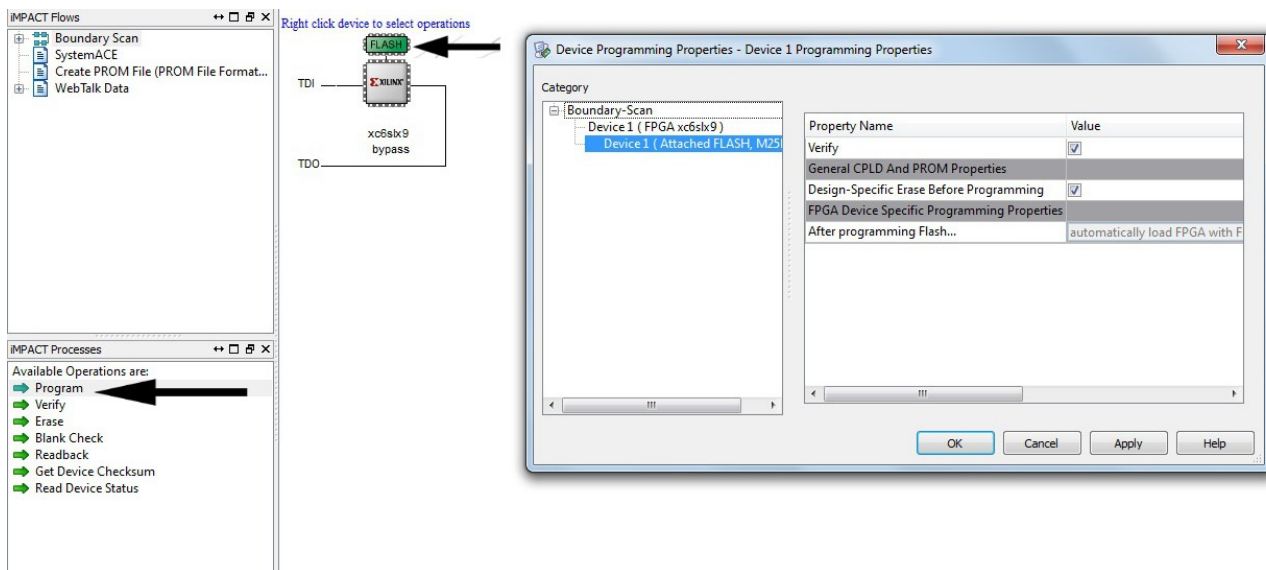 iMPACT Flows
Boundary Scan
SystemACE
Create PROM File (PROM File Format...
WebTalk Data
iMPACT Processes
Available Operations are:
Program
Verify
Erase
Blank Check
Readback
Get Device Checksum
Read Device Status
Right click device to select operations
FLASH
TDI
XILINX
xc6slx9
bypass
TDO
Device Programming Properties - Device 1 Programming Properties
Category
Boundary-Scan
Device 1 ( FPGA xc6slx9 )
Device 1 ( Attached FLASH, M25
Property Name Value
Verify
General CPLD And PROM Properties
Design-Specific Erase Before Programming
FPGA Device Specific Programming Properties
After programming Flash... automatically load FPGA with F
OK Cancel Apply Help